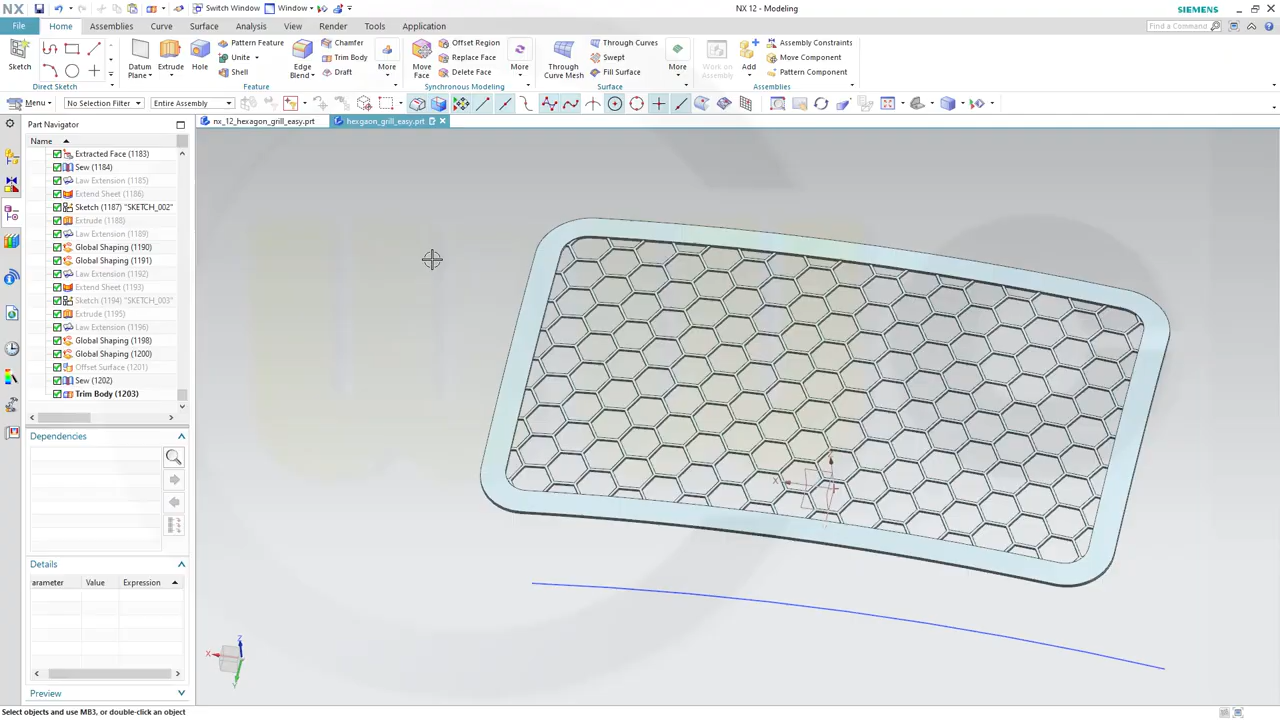 NX
Switch Window
Window
NX 12 - Modeling
SIEMENS
File
Home
Assemblies
Curve
Surface
Analysis
View
Render
Tools
Application
Find a Command
Sketch
Direct Sketch
Datum Plane
Extrude
Hole
Pattern Feature
Unite
Shell
Edge Blend
Chamfer
Trim Body
Draft
More
Feature
Move Face
Offset Region
Replace Face
Delete Face
More
Synchronous Modeling
Through Curve Mesh
Through Curves
Swept
Fill Surface
More
Surface
Work on Assembly
Add
Assembly Constraints
Move Component
Pattern Component
Assemblies
Menu
No Selection Filter
Entire Assembly
Part Navigator
nx_12_hexagon_grill_easy.prt
hexgaon_grill_easy.prt
Name
Extracted Face (1183)
Sew (1184)
Law Extension (1185)
Extend Sheet (1186)
Sketch (1187) "SKETCH_002"
Extrude (1188)
Law Extension (1189)
Global Shaping (1190)
Global Shaping (1191)
Law Extension (1192)
Extend Sheet (1193)
Sketch (1194) "SKETCH_003"
Extrude (1195)
Law Extension (1196)
Global Shaping (1198)
Global Shaping (1200)
Offset Surface (1201)
Sew (1202)
Trim Body (1203)
Dependencies
Details
arameter
Value
Expression
Preview
X
Z
X
Y
Select objects and use MB3, or double-click an object